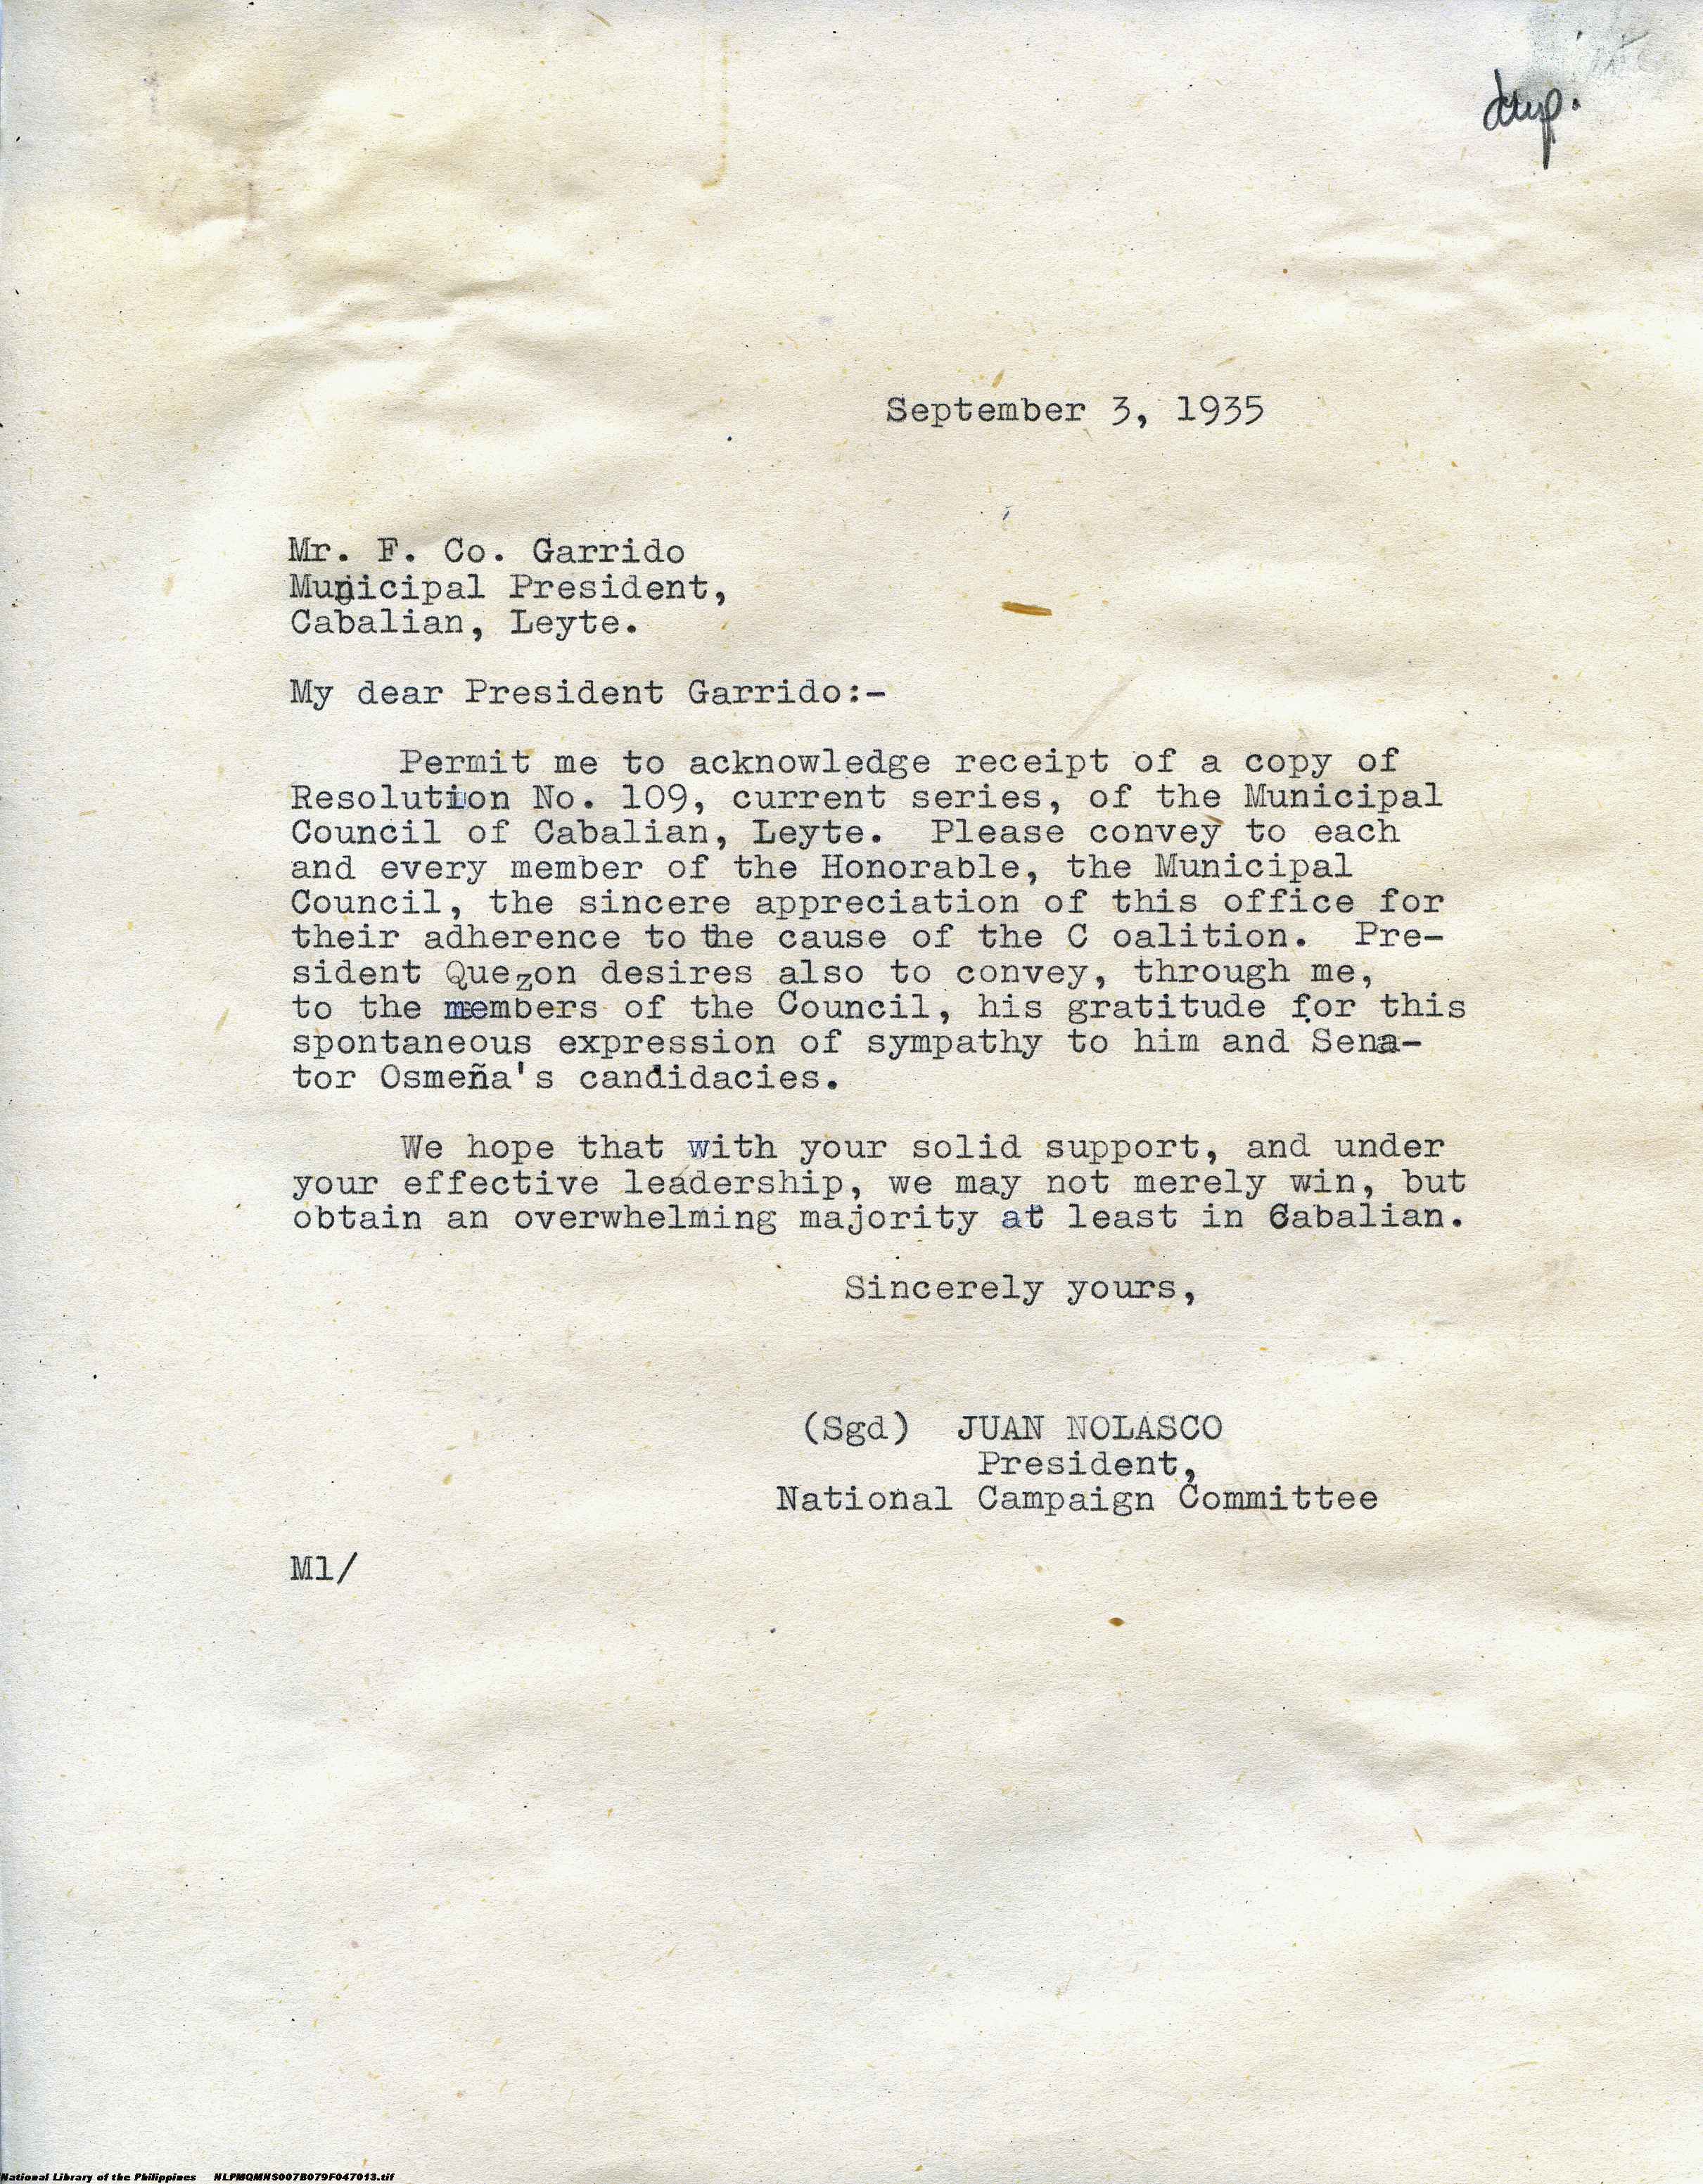 dup.
September 3, 1935
Mr. F. Co. Garrido
Municipal President,
Cabalian, Leyte.
My dear President Garrido:-
Permit me to acknowledge receipt of a copy of
Resolution No. 109, current series, of the Municipal
Council of Cabalian, Leyte. Please convey to each
and every member of the Honorable, the Municipal
Council, the sincere appreciation of this office for
their adherence to the cause of the C oalition. Pre-
sident Quezon desires also to convey, through me,
to the members of the Council, his gratitude for this
spontaneous expression of sympathy to him and Sena-
tor Osmeña's candidacies.
We hope that with your solid support, and under
your effective leadership, we may not merely win, but
obtain an overwhelming majority at least in Cabalian.
Sincerely yours,
(Sgd) JUAN NOLASCO
President,
National Campaign Committee
Ml/
National Library of the Philippines NLPMQMNS007B079F047013.tif